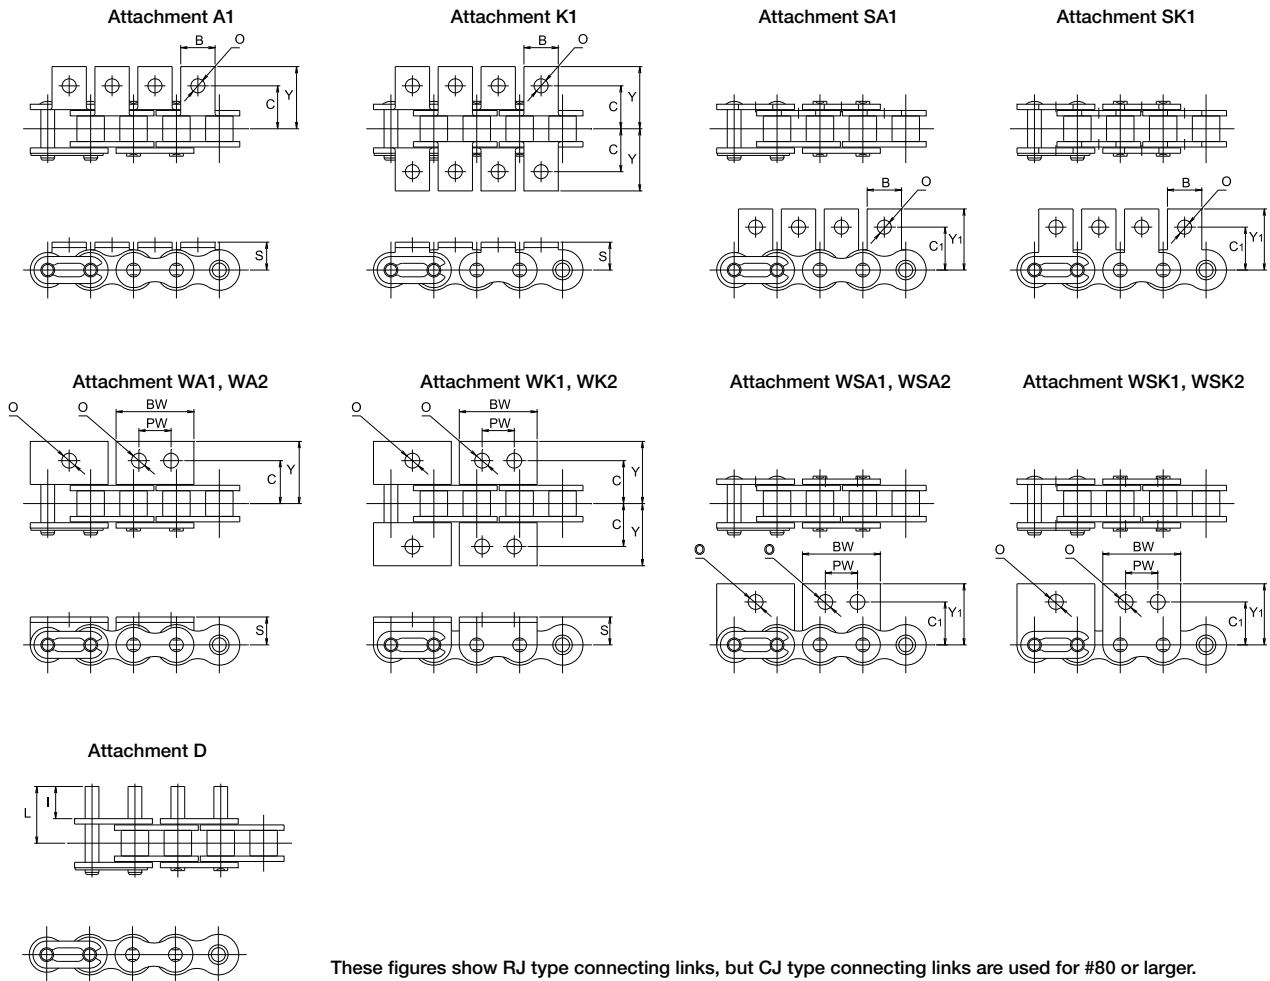 Attachment A1
Attachment K1
Attachment SA1
Attachment SK1
B
O
C
Y
B
O
C
Y
C
Y
S
S
B
O
C1
Y1
B
O
C1
Y1
Attachment WA1, WA2
Attachment WK1, WK2
Attachment WSA1, WSA2
Attachment WSK1, WSK2
O
O
BW
PW
C
Y
O
O
BW
PW
C
Y
C
Y
S
S
O
O
BW
PW
C1
Y1
O
O
BW
PW
C1
Y1
Attachment D
L
I
These figures show RJ type connecting links, but CJ type connecting links are used for #80 or larger.